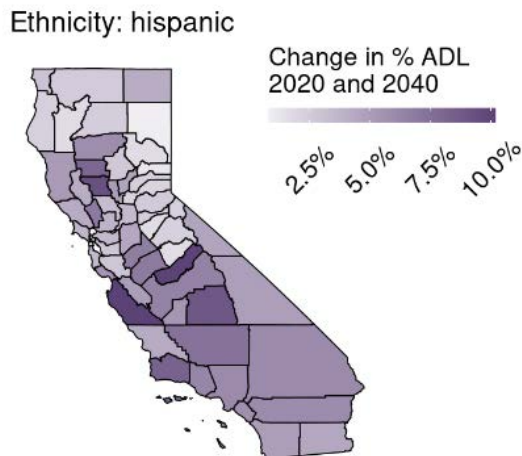 Ethnicity: hispanic
Change in % ADL
2020 and 2040
2.5%
5.0%
7.5%
10.0%